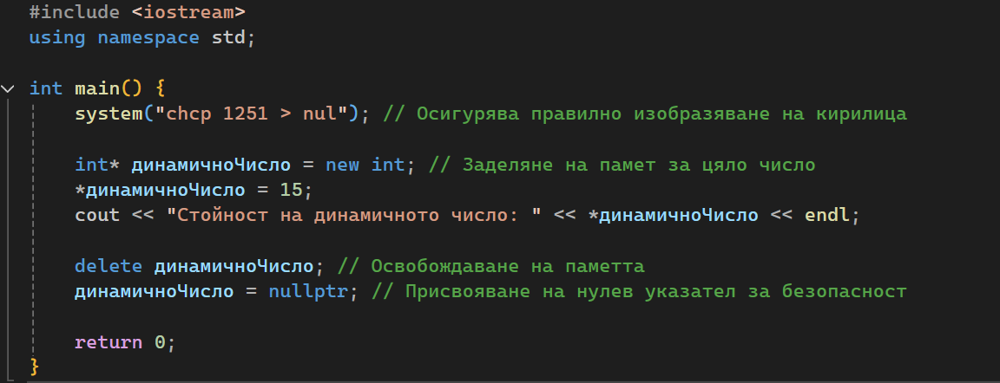 #include <iostream>
using namespace std;
int main() {
system("chcp 1251 > nul"); // Осигурява правилно изобразяване на кирилица
int* динамичноЧисло = new int; // Заделяне на памет за цяло число
*динамичноЧисло = 15;
cout << "Стойност на динамичното число: " << *динамичноЧисло << endl;
delete динамичноЧисло; // Освобождаване на паметта
динамичноЧисло = nullptr; // Присвояване на нулев указател за безопасност
return 0;
}